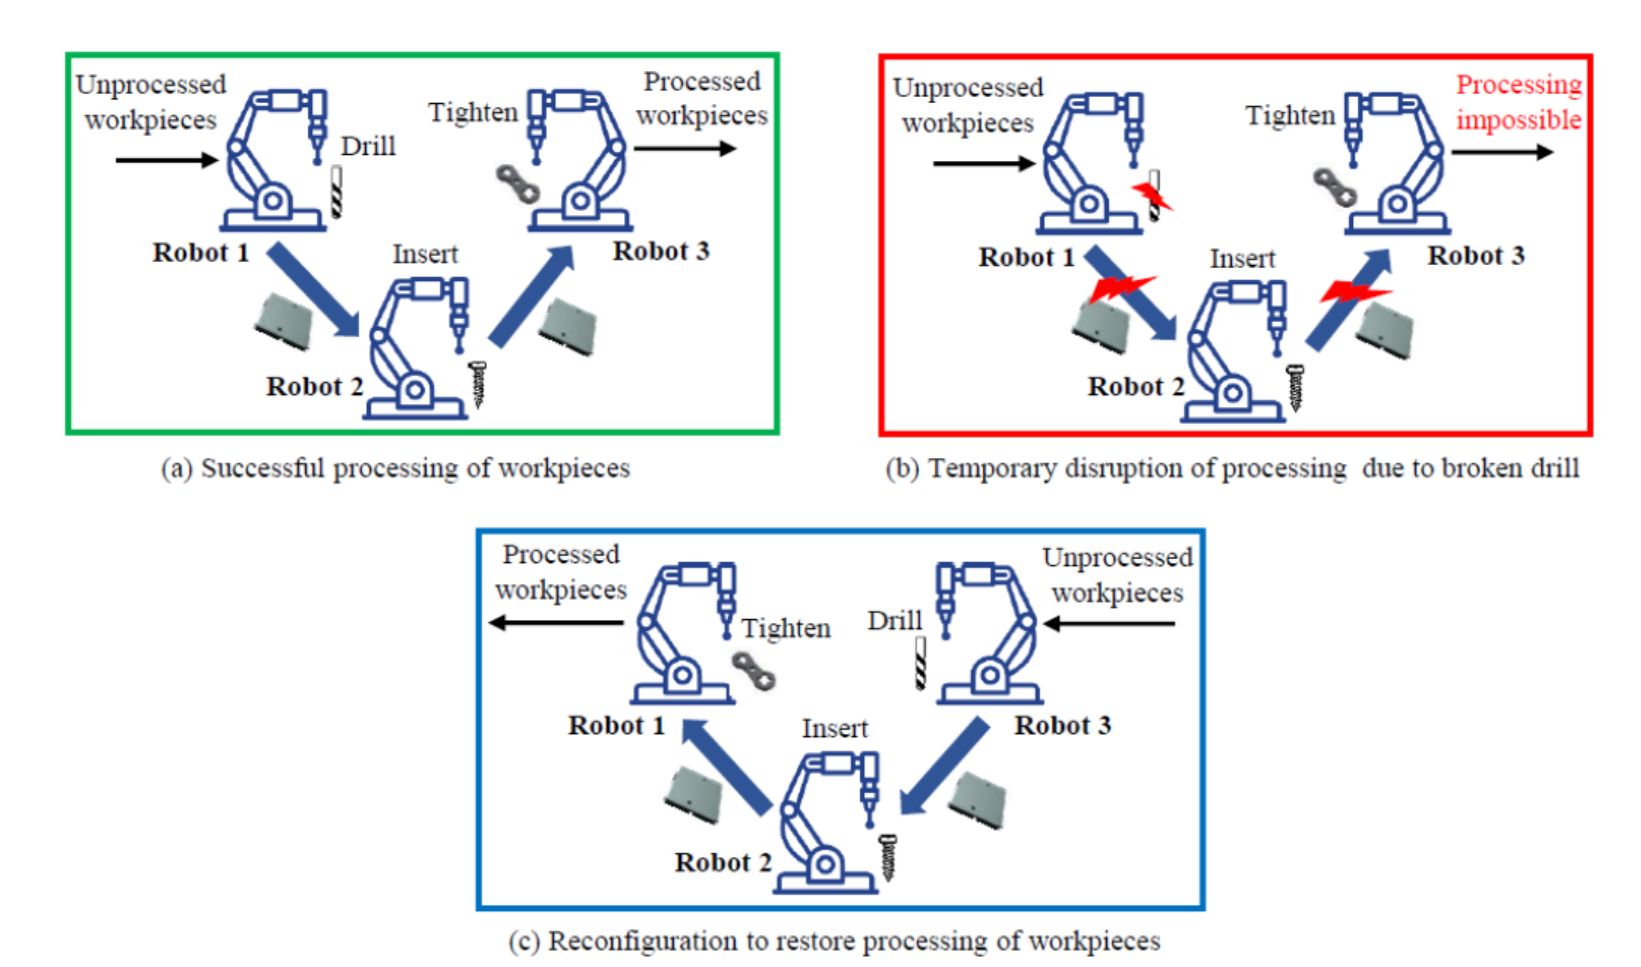 Unprocessed
workpieces
Drill
Tighten
Processed
workpieces
Robot 1
Insert
Robot 3
Robot 2
(a) Successful processing of workpieces
Unprocessed
workpieces
Tighten
Processing
impossible
Robot 1
Insert
Robot 3
Robot 2
(b) Temporary disruption of processing due to broken drill
Processed
workpieces
Tighten
Drill
Unprocessed
workpieces
Robot 1
Insert
Robot 3
Robot 2
(c) Reconfiguration to restore processing of workpieces